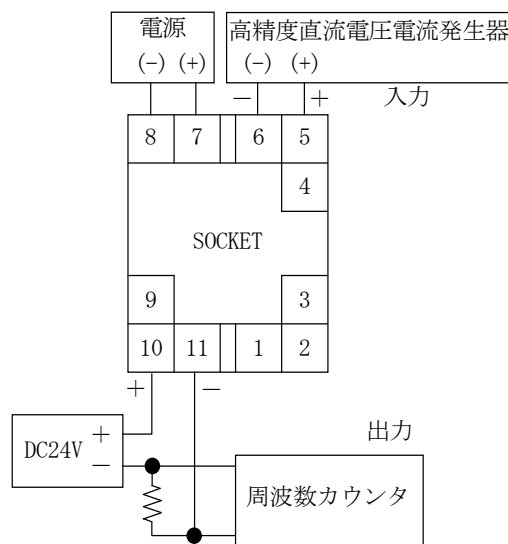 電源
高精度直流電圧電流発生器
(-) (+)
(-) (+)
− +
入力
8 7 6 5
4
SOCKET
9 3
10 11 1 2
+ −
DC24V
+
−
出力
周波数カウンタ